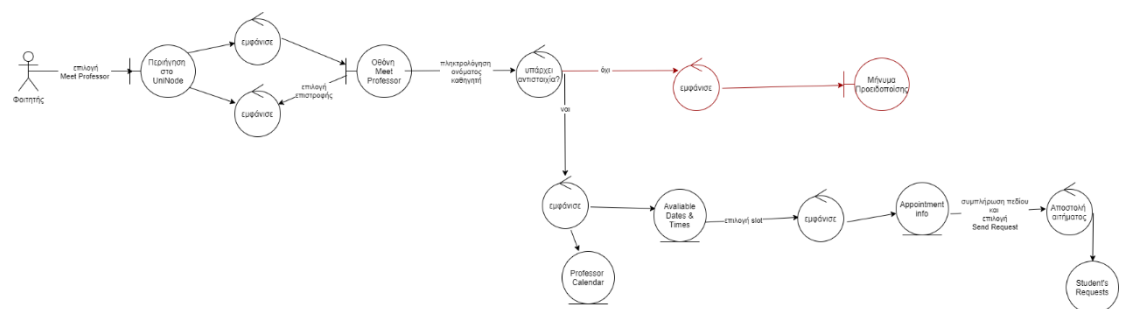 Φοιτητής
επιλογή
Meet Professor
Περιήγηση
στο
UniNode
εμφάνισε
εμφάνισε
επιλογή
επιστροφής
Οθόνη
Meet
Professor
πληκτρολόγηση
ονόματος
καθηγητή
υπάρχει
αντιστοιχία?
όχι
εμφάνισε
Μήνυμα
Προειδοποίσης
ναι
εμφάνισε
Professor
Calendar
Avaliable
Dates &
Times
επιλογή slot
εμφάνισε
Appointment
info
συμπλήρωση πεδίου
και
επιλογή
Send Request
Αποστολή
αιτήματος
Student's
Requests